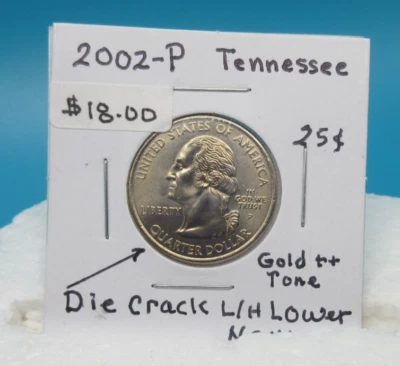 2002-P Tennessee
$18.00
25¢
UNITED STATES OF AMERICA
LIBERTY
IN
GOD WE
TRUST
P
QUARTER DOLLAR
Gold
Tone
Die Crack L/H Lower